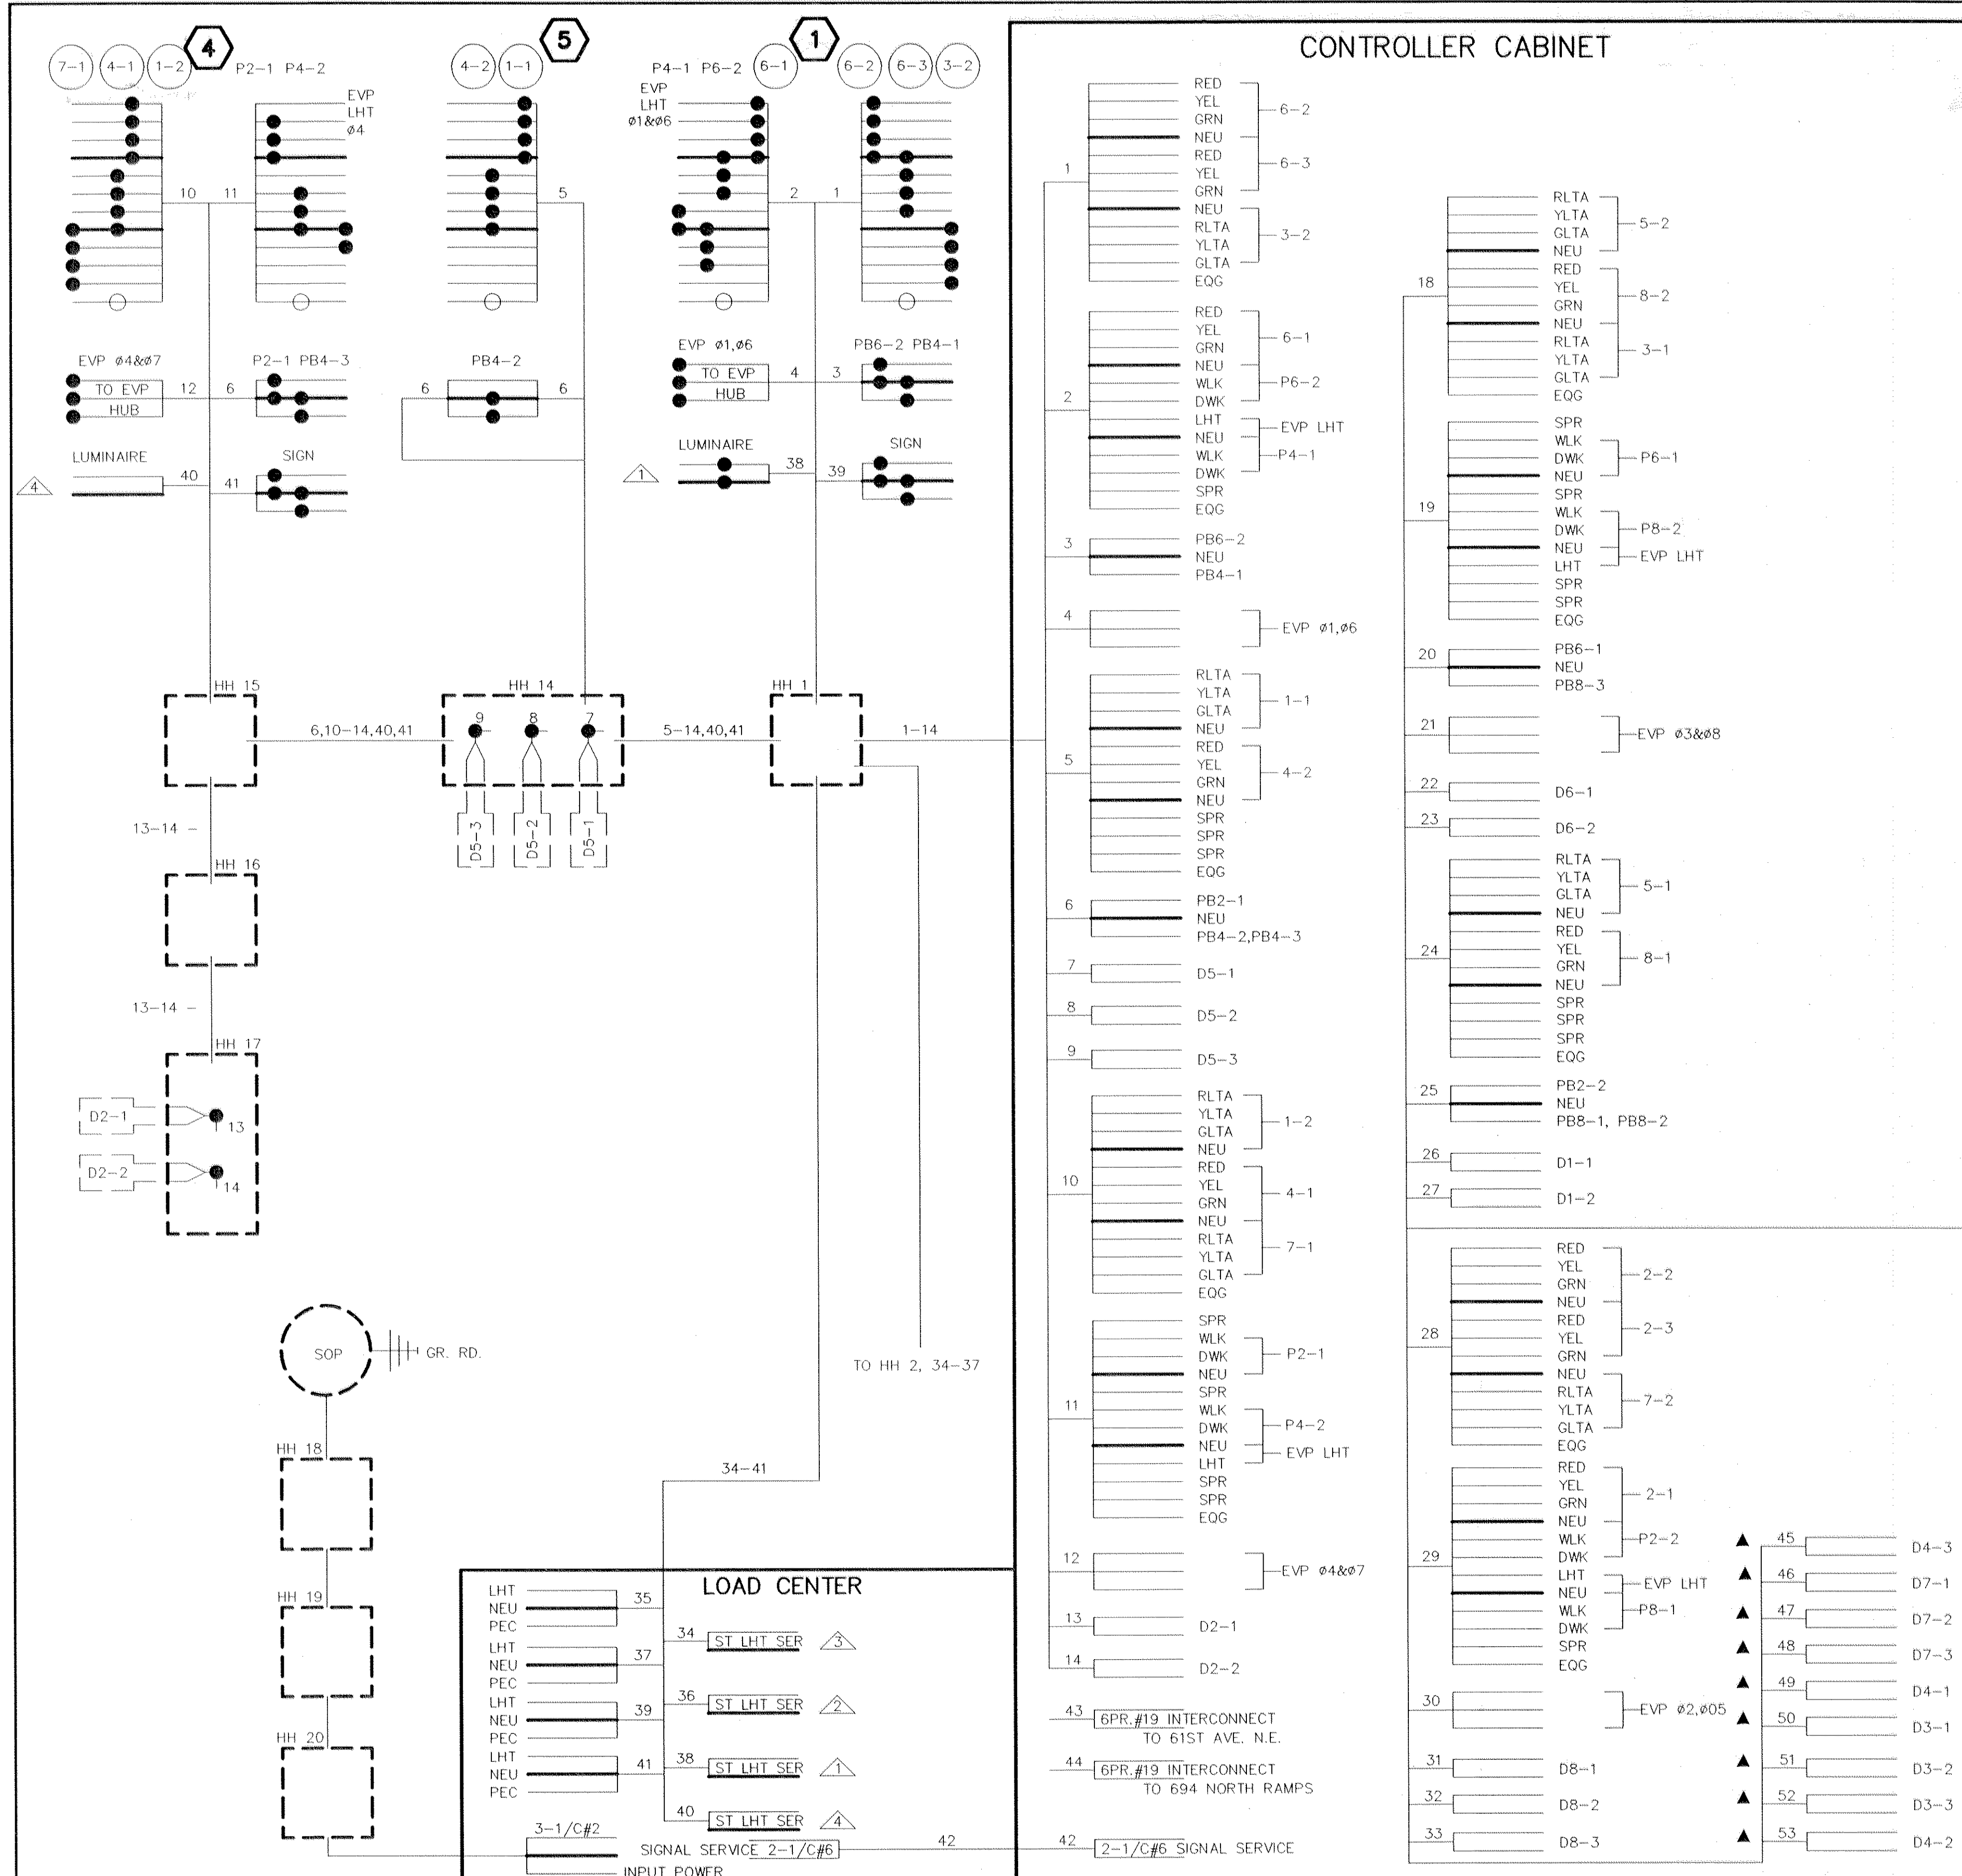 CONTROLLER CABINET
4
7-1 4-1 1-2 P2-1 P4-2
EVP
LHT
ø4
10 11
EVP ø4&ø7
TO EVP
HUB
12 6
P2-1 PB4-3
LUMINAIRE
4
40
41
SIGN
5
4-2 1-1
5
PB4-2
6 6
1
P4-1 P6-2 6-1 6-2 6-3 3-2
EVP
LHT
ø1&ø6
2 1
EVP ø1,ø6
TO EVP
HUB
4 3
PB6-2 PB4-1
LUMINAIRE
1
38
39
SIGN
HH 15
6,10-14,40,41
HH 14
9 8 7
D5-3
D5-2
D5-1
5-14,40,41
HH 1
1-14
13-14 -
HH 16
13-14 -
HH 17
D2-1
13
D2-2
14
SOP
GR. RD.
HH 18
HH 19
HH 20
TO HH 2, 34-37
34-41
LOAD CENTER
LHT
NEU
PEC
35
LHT
NEU
PEC
37
LHT
NEU
PEC
39
LHT
NEU
PEC
41
34 ST LHT SER 3
36 ST LHT SER 2
38 ST LHT SER 1
40 ST LHT SER 4
3-1/C#2
SIGNAL SERVICE 2-1/C#6
INPUT POWER
42
1
RED
YEL
GRN
NEU
RED
YEL
GRN
NEU
RLTA
YLTA
GLTA
EQG
6-2
6-3
3-2
2
RED
YEL
GRN
NEU
WLK
DWK
LHT
NEU
WLK
DWK
SPR
EQG
6-1
P6-2
EVP LHT
P4-1
3
PB6-2
NEU
PB4-1
4
EVP ø1,ø6
5
RLTA
YLTA
GLTA
NEU
RED
YEL
GRN
NEU
SPR
SPR
SPR
EQG
1-1
4-2
6
PB2-1
NEU
PB4-2,PB4-3
7 D5-1
8 D5-2
9 D5-3
10
RLTA
YLTA
GLTA
NEU
RED
YEL
GRN
NEU
RLTA
YLTA
GLTA
EQG
1-2
4-1
7-1
11
SPR
WLK
DWK
NEU
SPR
WLK
DWK
NEU
LHT
SPR
SPR
EQG
P2-1
P4-2
EVP LHT
12
EVP ø4&ø7
13 D2-1
14 D2-2
43 6PR.#19 INTERCONNECT
TO 61ST AVE. N.E.
44 6PR.#19 INTERCONNECT
TO 694 NORTH RAMPS
42 2-1/C#6 SIGNAL SERVICE
18
RLTA
YLTA
GLTA
NEU
RED
YEL
GRN
NEU
RLTA
YLTA
GLTA
EQG
5-2
8-2
3-1
19
SPR
WLK
DWK
NEU
SPR
WLK
DWK
NEU
LHT
SPR
SPR
EQG
P6-1
P8-2
EVP LHT
20
PB6-1
NEU
PB8-3
21
EVP ø3&ø8
22 D6-1
23 D6-2
24
RLTA
YLTA
GLTA
NEU
RED
YEL
GRN
NEU
SPR
SPR
SPR
EQG
5-1
8-1
25
PB2-2
NEU
PB8-1, PB8-2
26 D1-1
27 D1-2
28
RED
YEL
GRN
NEU
RED
YEL
GRN
NEU
RLTA
YLTA
GLTA
EQG
2-2
2-3
7-2
29
RED
YEL
GRN
NEU
WLK
DWK
LHT
NEU
WLK
DWK
SPR
EQG
2-1
P2-2
EVP LHT
P8-1
30
EVP ø2,ø05
31 D8-1
32 D8-2
33 D8-3
45 D4-3
46 D7-1
47 D7-2
48 D7-3
49 D4-1
50 D3-1
51 D3-2
52 D3-3
53 D4-2